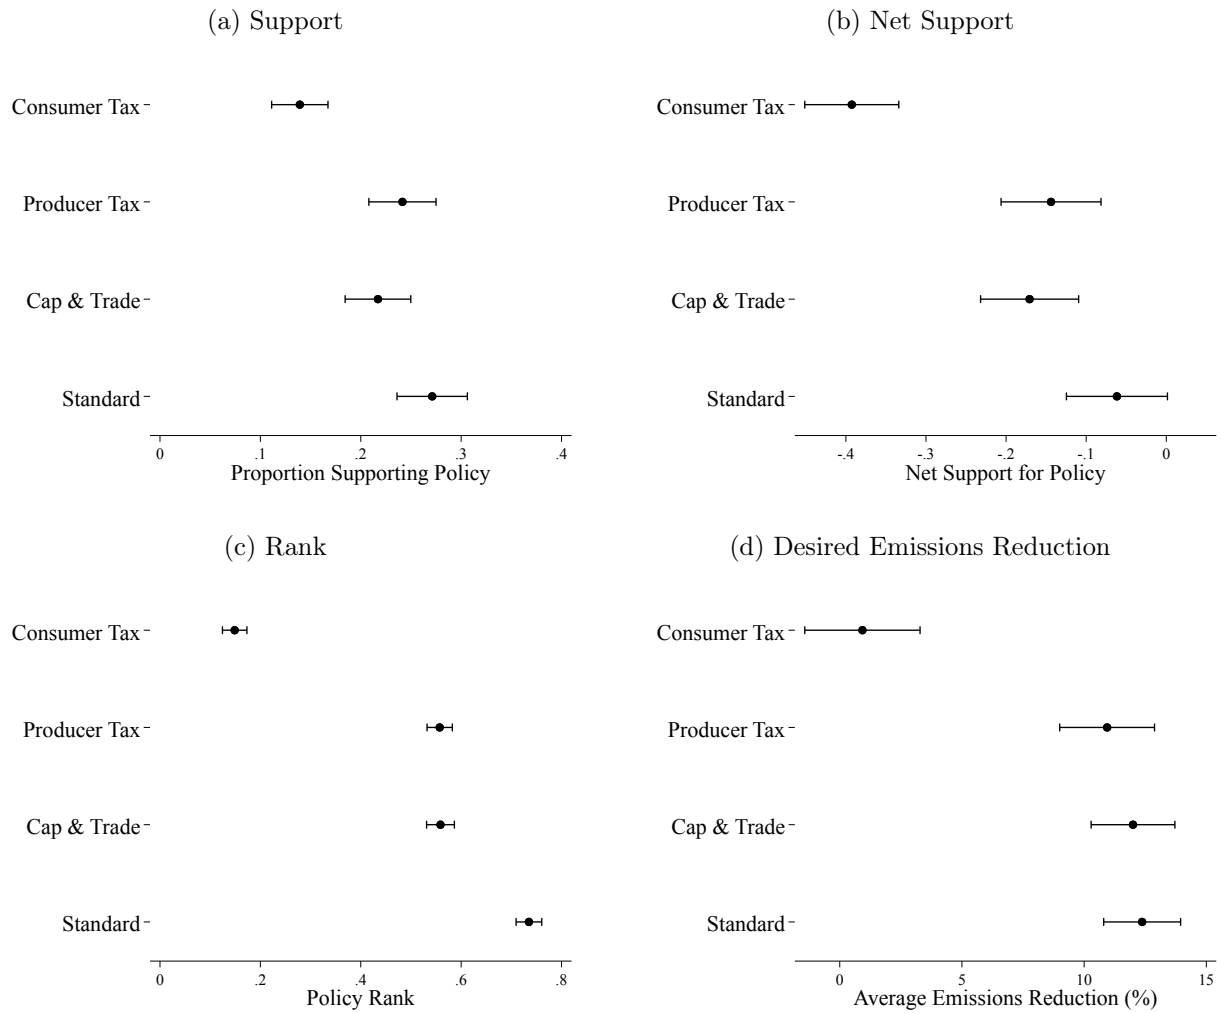 (a) Support
Consumer Tax
Producer Tax
Cap & Trade
Standard
0 .1 .2 .3 .4
Proportion Supporting Policy
(b) Net Support
Consumer Tax
Producer Tax
Cap & Trade
Standard
-.4 -.3 -.2 -.1 0
Net Support for Policy
(c) Rank
Consumer Tax
Producer Tax
Cap & Trade
Standard
0 .2 .4 .6 .8
Policy Rank
(d) Desired Emissions Reduction
Consumer Tax
Producer Tax
Cap & Trade
Standard
0 5 10 15
Average Emissions Reduction (%)